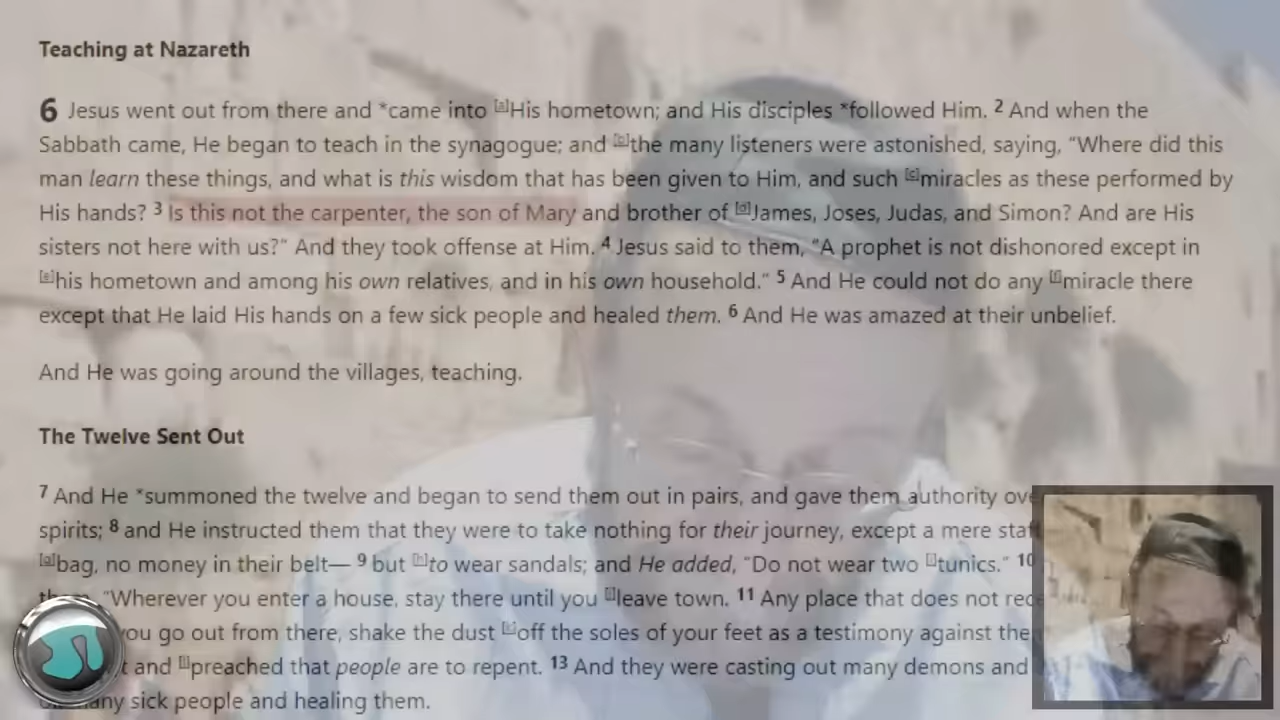 Teaching at Nazareth
6 Jesus went out from there and *came into [a]His hometown; and His disciples *followed Him. 2 And when the
Sabbath came, He began to teach in the synagogue; and [b]the many listeners were astonished, saying, “Where did this
man learn these things, and what is this wisdom that has been given to Him, and such [c]miracles as these performed by
His hands? 3 Is this not the carpenter, the son of Mary and brother of [d]James, Joses, Judas, and Simon? And are His
sisters not here with us?” And they took offense at Him. 4 Jesus said to them, “A prophet is not dishonored except in
[e]his hometown and among his own relatives, and in his own household.” 5 And He could not do any [f]miracle there
except that He laid His hands on a few sick people and healed them. 6 And He was amazed at their unbelief.
And He was going around the villages, teaching.
The Twelve Sent Out
7 And He *summoned the twelve and began to send them out in pairs, and gave them authority ove
spirits; 8 and He instructed them that they were to take nothing for their journey, except a mere staf
[g]bag, no money in their belt— 9 but [h]to wear sandals; and He added, “Do not wear two [i]tunics.” 10
“Wherever you enter a house, stay there until you [j]leave town. 11 Any place that does not rec
you go out from there, shake the dust [k]off the soles of your feet as a testimony against the
and [l]preached that people are to repent. 13 And they were casting out many demons and
sick people and healing them.